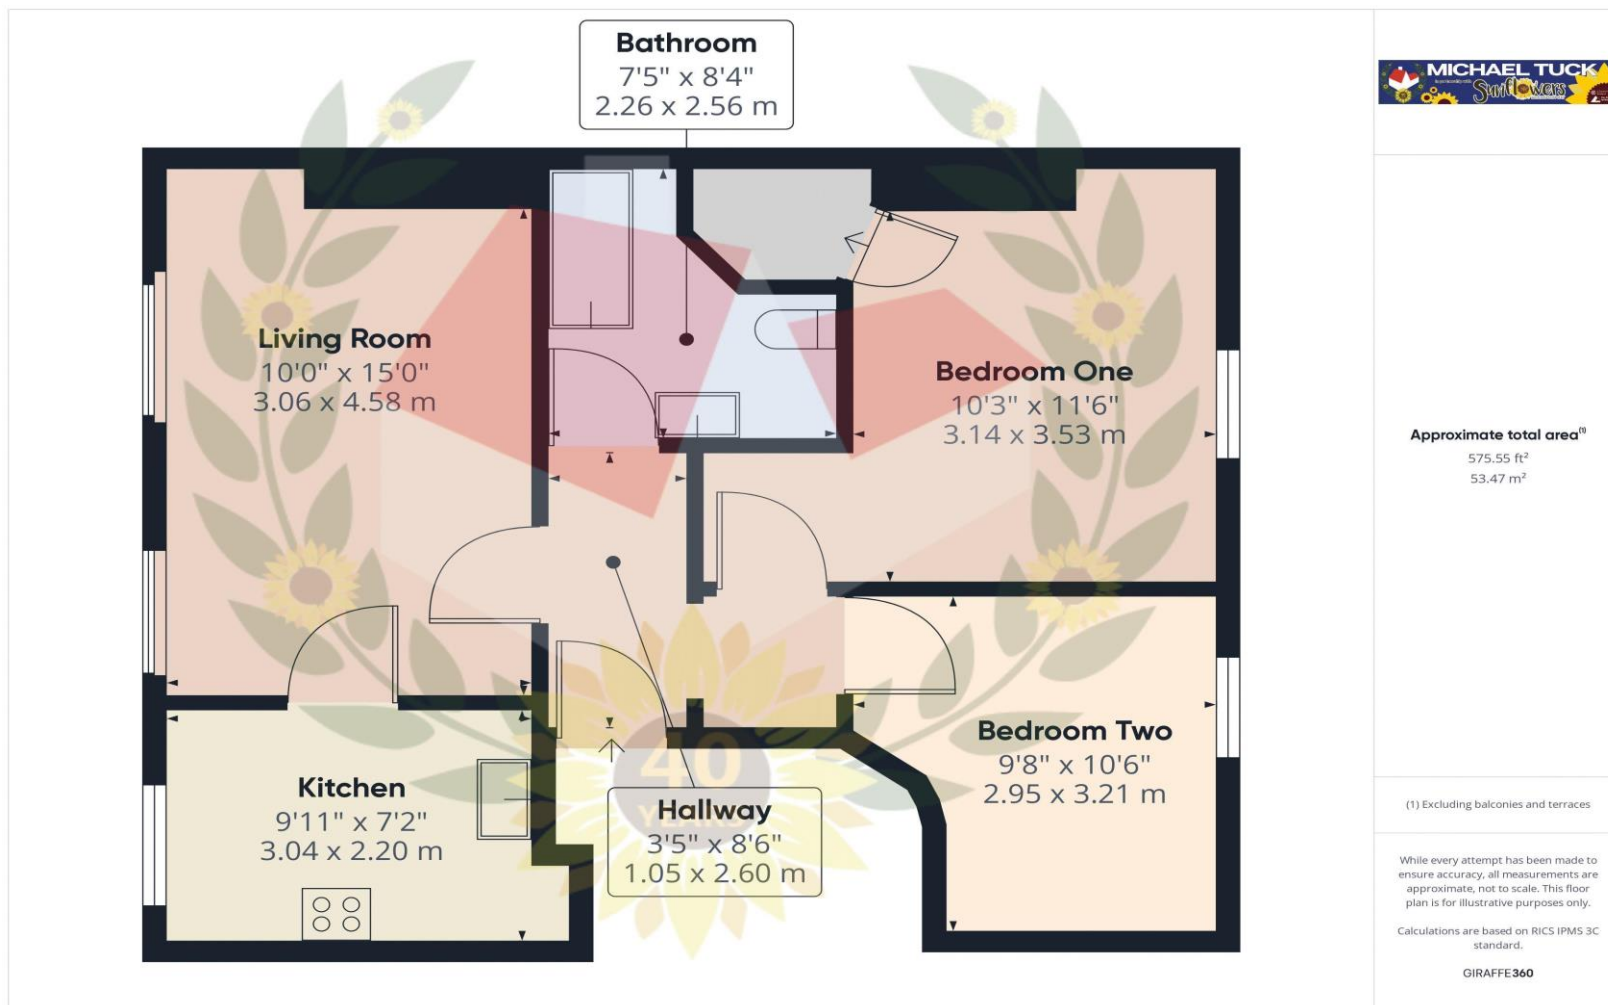 Bathroom
7'5" x 8'4"
2.26 x 2.56 m
MICHAEL TUCK
Sunflowers
Living Room
10'0" x 15'0"
3.06 x 4.58 m
Bedroom One
10'3" x 11'6"
3.14 x 3.53 m
Approximate total area(1)
575.55 ft²
53.47 m²
Bedroom Two
9'8" x 10'6"
2.95 x 3.21 m
40
YEARS
Kitchen
9'11" x 7'2"
3.04 x 2.20 m
Hallway
3'5" x 8'6"
1.05 x 2.60 m
(1) Excluding balconies and terraces
While every attempt has been made to
ensure accuracy, all measurements are
approximate, not to scale. This floor
plan is for illustrative purposes only.
Calculations are based on RICS IPMS 3C
standard.
GIRAFFE360